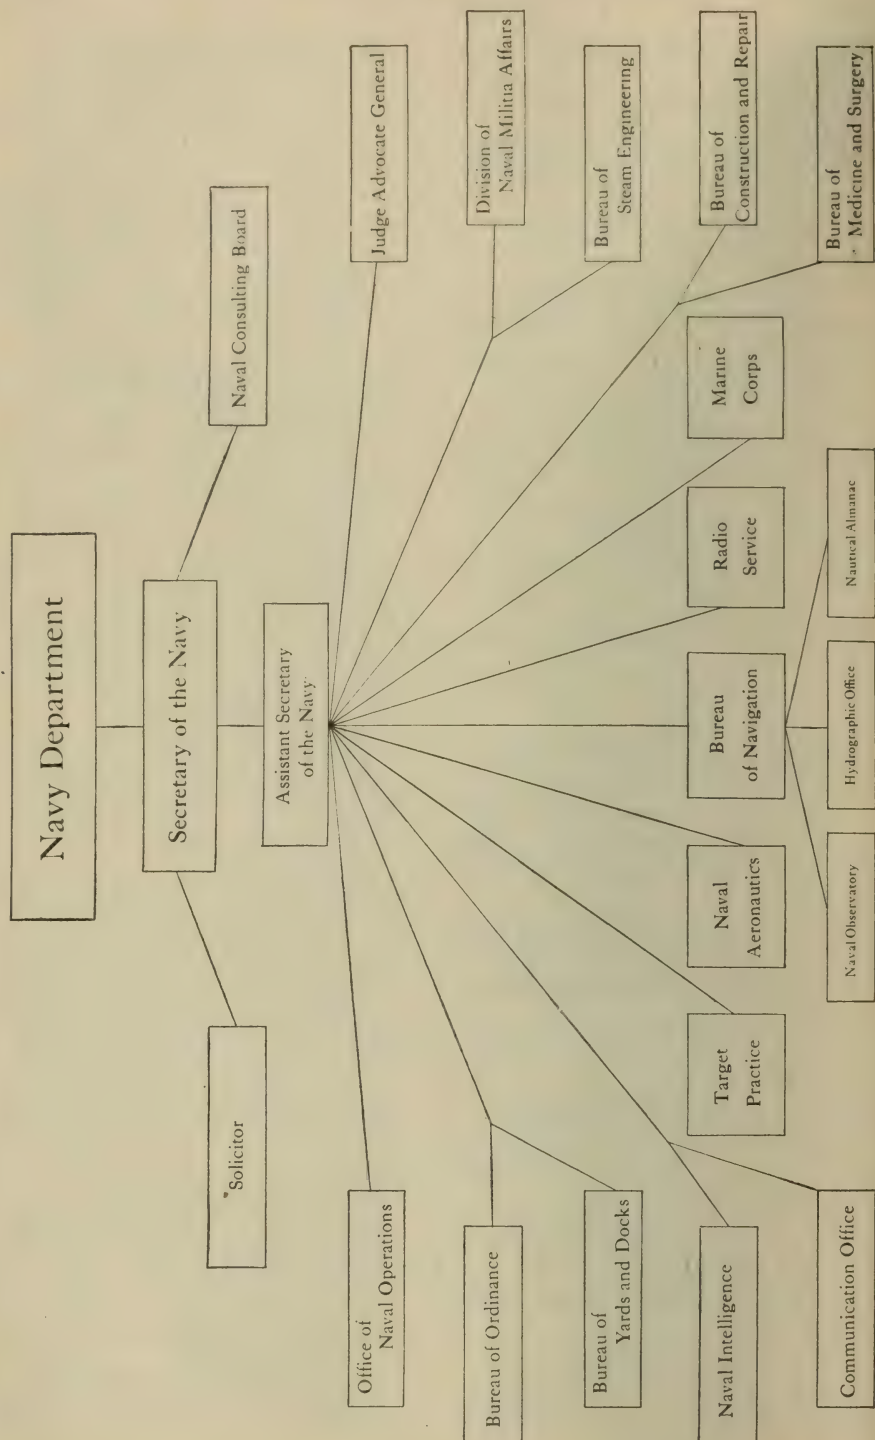 Navy Department
Secretary of the Navy
Solicitor
Naval Consulting Board
Assistant Secretary
of the Navy
Office of
Naval Operations
Judge Advocate General
Bureau of Ordinance
Division of
Naval Militia Affairs
Bureau of
Yards and Docks
Bureau of
Steam Engineering
Naval Intelligence
Target
Practice
Naval
Aeronautics
Bureau
of Navigation
Radio
Service
Marine
Corps
Bureau of
Construction and Repair
Communication Office
Naval Observatory
Hydrographic Office
Nautical Almanac
Bureau of
Medicine and Surgery